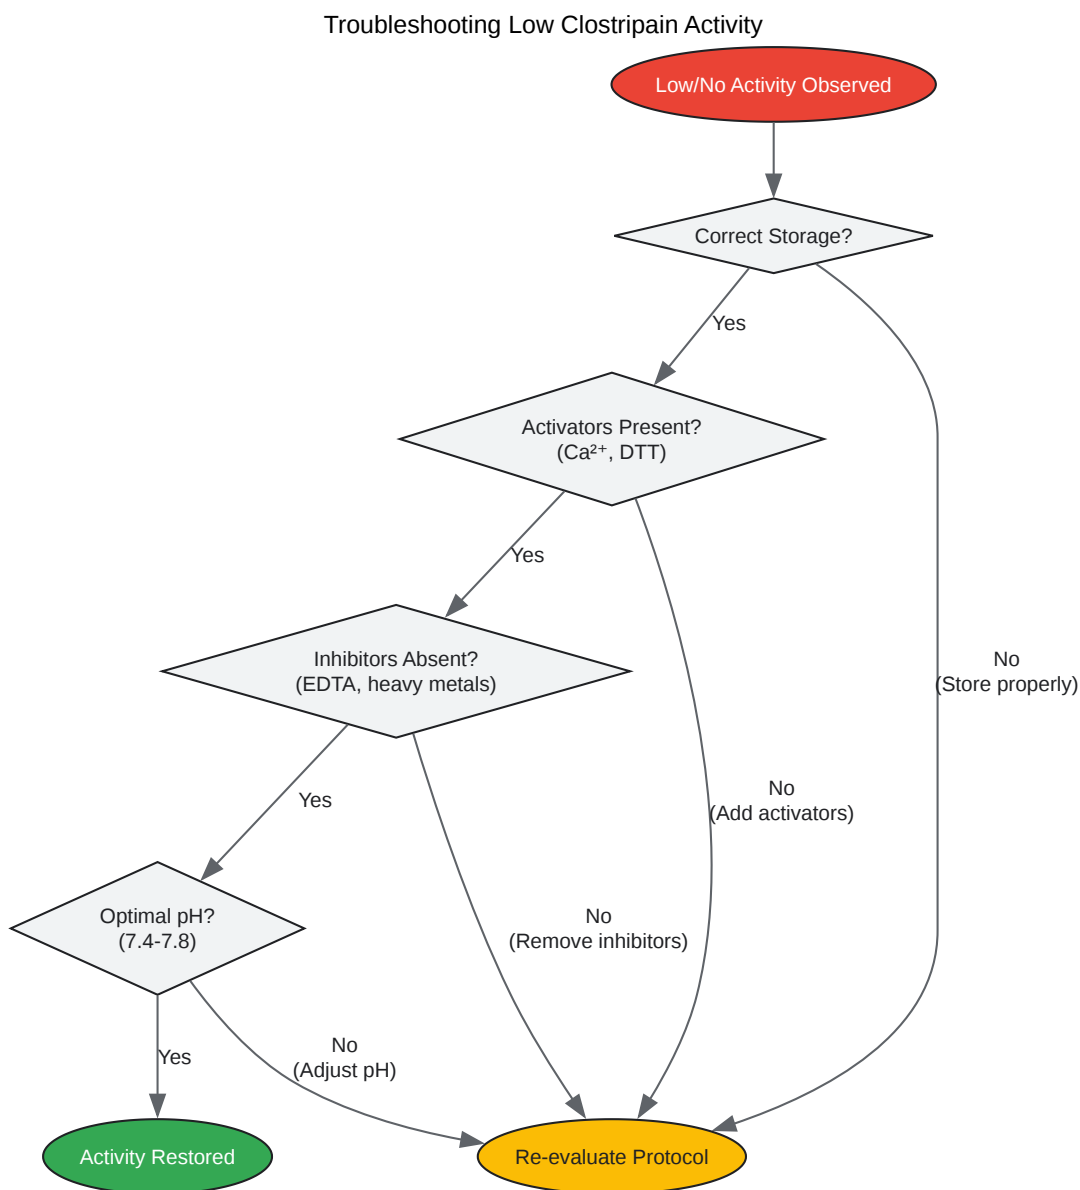 Troubleshooting Low Clostripain Activity
Low/No Activity Observed
Correct Storage?
Yes
Activators Present?
(Ca²⁺, DTT)
Yes
Inhibitors Absent?
(EDTA, heavy metals)
No
(Store properly)
Yes
No
(Add activators)
Optimal pH?
(7.4-7.8)
No
(Remove inhibitors)
Yes
No
(Adjust pH)
Activity Restored
Re-evaluate Protocol